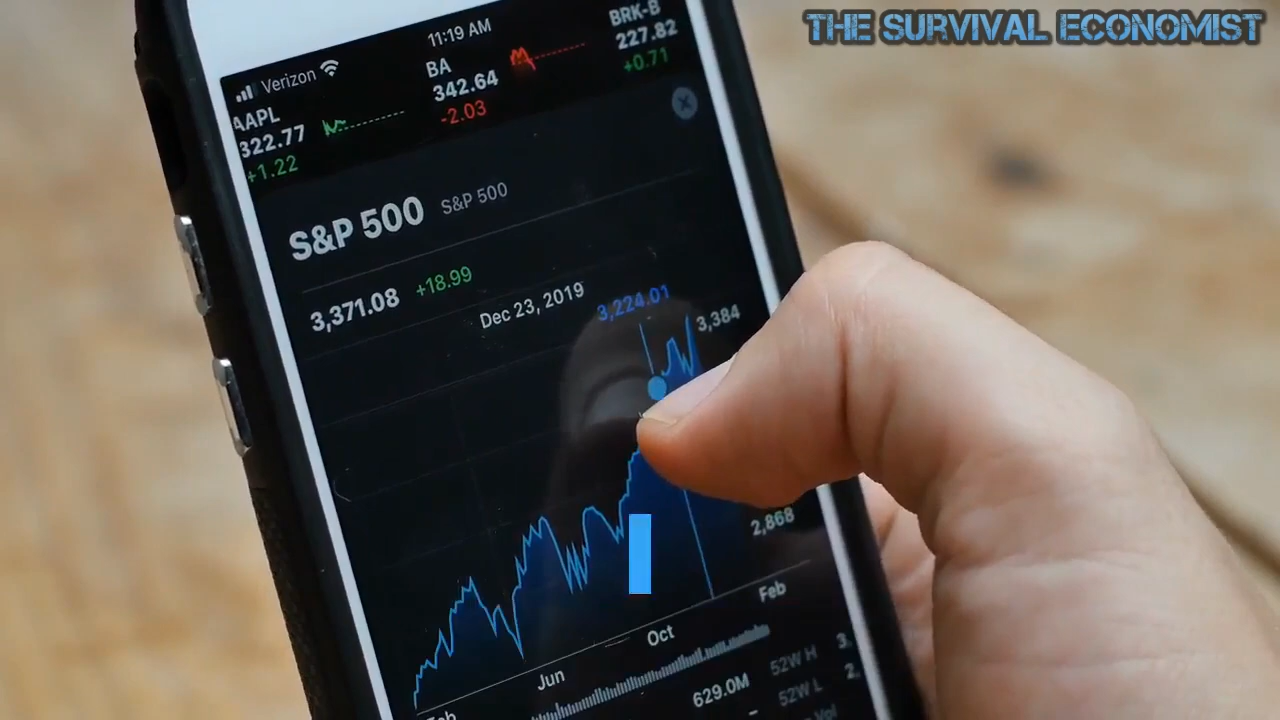 THE SURVIVAL ECONOMIST
11:19 AM
Verizon
AAPL
322.77
+1.22
BA
342.64
-2.03
BRK-B
227.82
+0.71
S&P 500 S&P 500
3,371.08 +18.99
Dec 23, 2019 3,224.01
3,384
2,868
Jun Oct Feb
629.0M
52W H
52W L